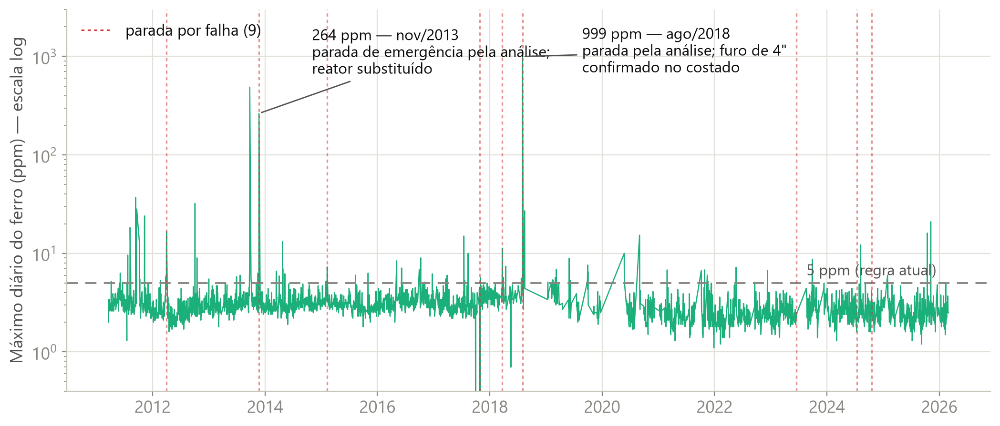 parada por falha (9)
264 ppm — nov/2013
parada de emergência pela análise;
reator substituído
999 ppm — ago/2018
parada pela análise; furo de 4"
confirmado no costado
5 ppm (regra atual)
Máximo diário do ferro (ppm) — escala log
10³
10²
10¹
10⁰
2012
2014
2016
2018
2020
2022
2024
2026